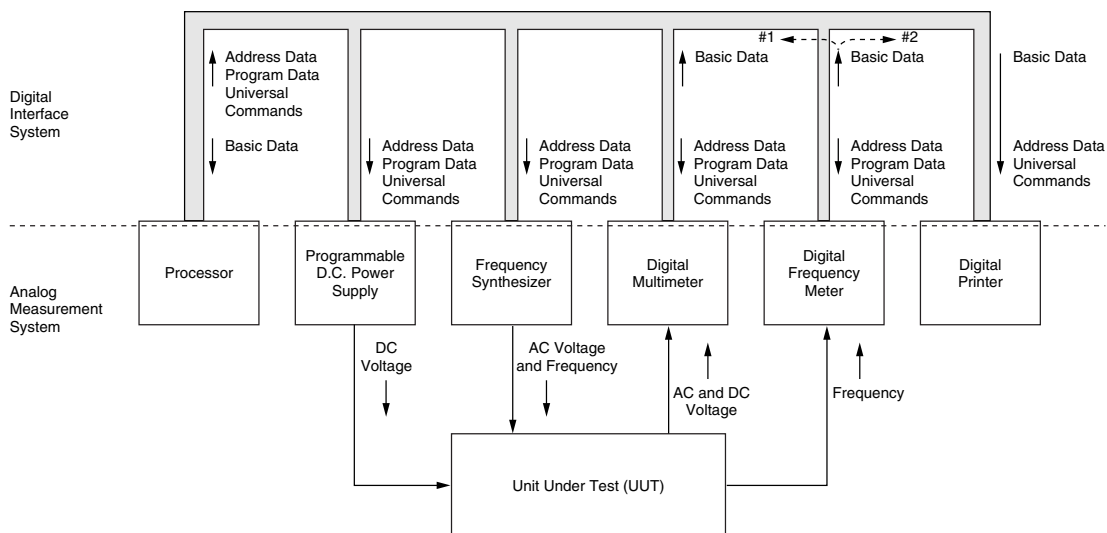 #1
#2
Address Data
Program Data
Universal
Commands
Basic Data
Basic Data
Basic Data
Digital
Interface
System
Basic Data
Address Data
Program Data
Universal
Commands
Address Data
Program Data
Universal
Commands
Address Data
Program Data
Universal
Commands
Address Data
Program Data
Universal
Commands
Address Data
Universal
Commands
Processor
Programmable
D.C. Power
Supply
Frequency
Synthesizer
Digital
Multimeter
Digital
Frequency
Meter
Digital
Printer
Analog
Measurement
System
DC
Voltage
AC Voltage
and Frequency
AC and DC
Voltage
Frequency
Unit Under Test (UUT)